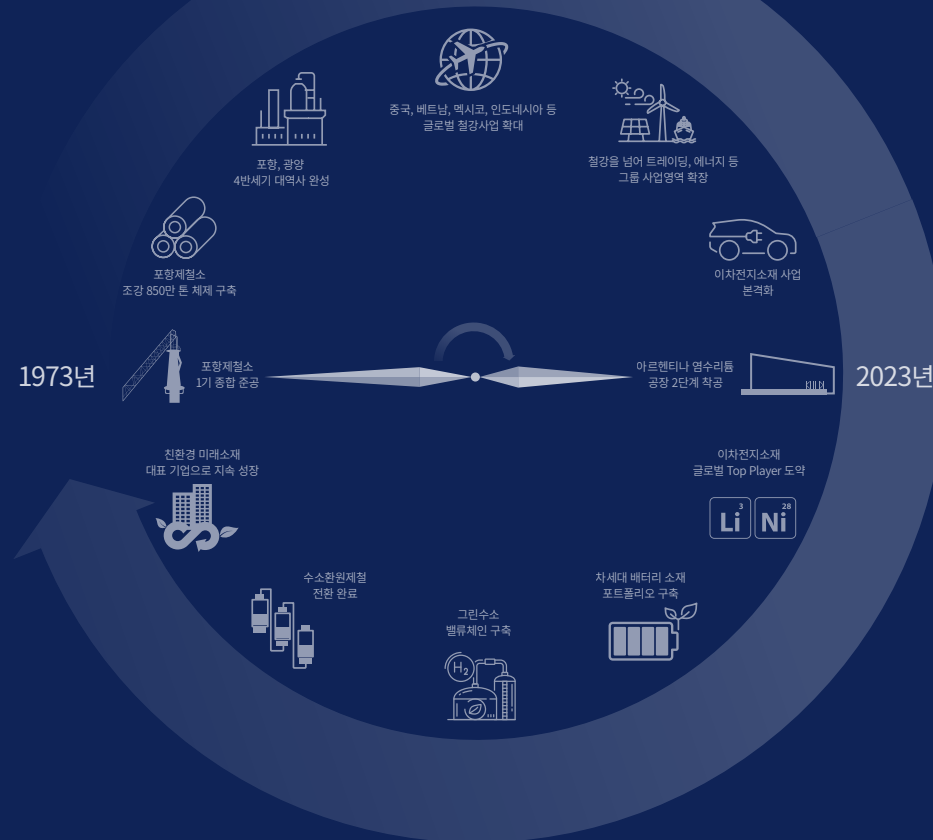 중국, 베트남, 멕시코, 인도네시아 등
글로벌 철강사업 확대
포항, 광양
4반세기 대역사 완성
철강을 넘어 트레이딩, 에너지 등
그룹 사업영역 확장
포항제철소
조강 850만 톤 체제 구축
이차전지소재 사업
본격화
1973년
포항제철소
1기 종합 준공
아르헨티나 염수리튬
공장 2단계 착공
2023년
친환경 미래소재
대표 기업으로 지속 성장
이차전지소재
글로벌 Top Player 도약
3
Li
28
Ni
수소환원제철
전환 완료
차세대 배터리 소재
포트폴리오 구축
그린수소
밸류체인 구축
H2